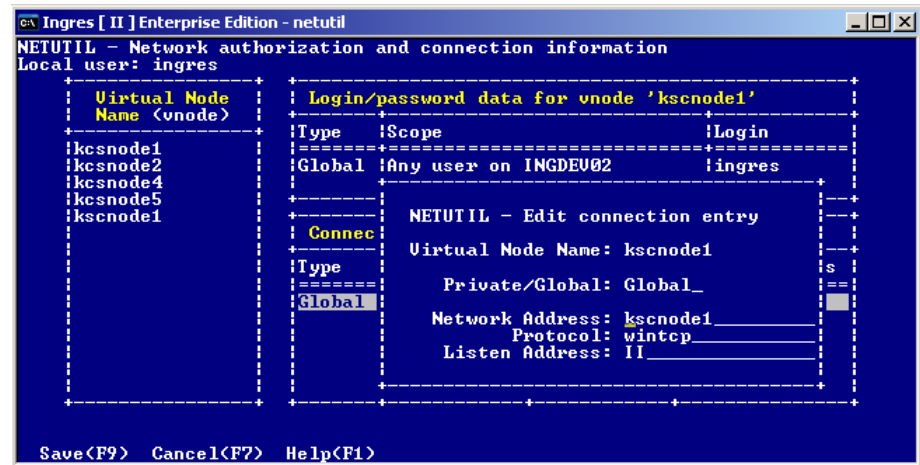 Ingres [ II ] Enterprise Edition - netutil
NETUTIL - Network authorization and connection information
Local user: ingres
Virtual Node
Name (vnode)
kcsnode1
kcsnode2
kcsnode4
kcsnode5
kscnode1
Login/password data for vnode 'kscnode1'
Type Scope Login
Global Any user on INGDEV02 ingres
Connec
Type s
Global
NETUTIL - Edit connection entry
Virtual Node Name: kscnode1
Private/Global: Global_
Network Address: kscnode1
Protocol: wintcp
Listen Address: II
Save(F9) Cancel(F7) Help(F1)